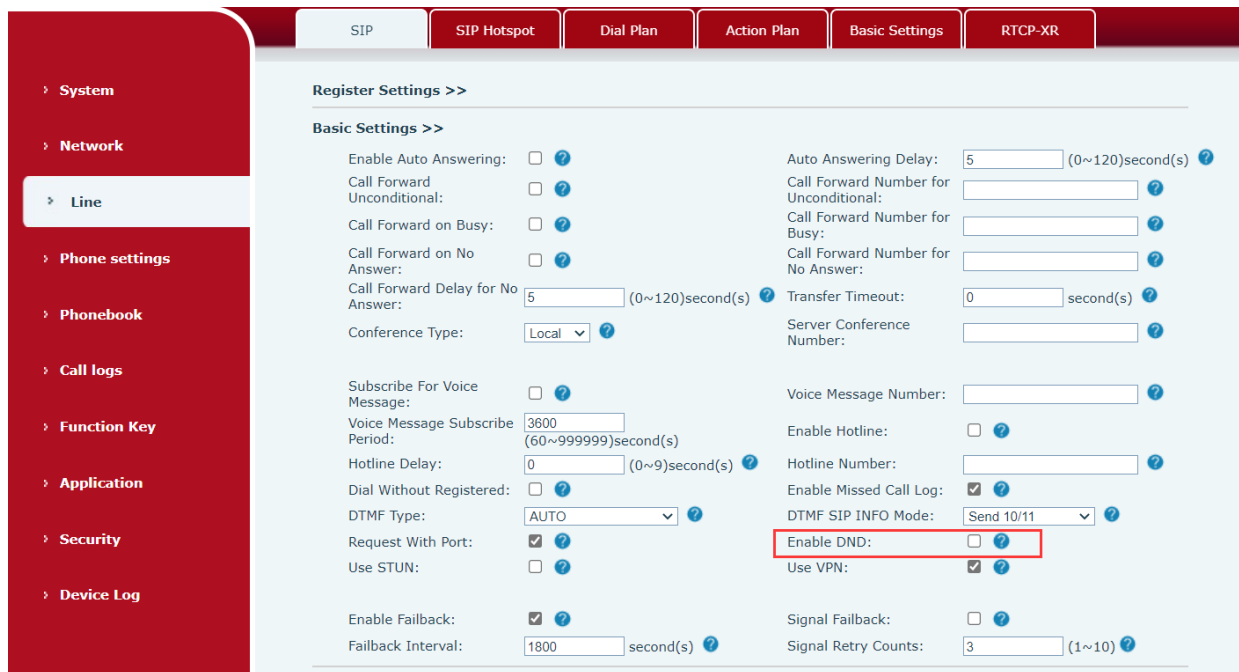 SIP
SIP Hotspot
Dial Plan
Action Plan
Basic Settings
RTCP-XR
› System
› Network
› Line
› Phone settings
› Phonebook
› Call logs
› Function Key
› Application
› Security
› Device Log
Register Settings >>
Basic Settings >>
Enable Auto Answering: ?
Auto Answering Delay: 5 (0~120)second(s) ?
Call Forward
Unconditional: ?
Call Forward Number for
Unconditional: ?
Call Forward on Busy: ?
Call Forward Number for
Busy: ?
Call Forward on No
Answer: ?
Call Forward Number for
No Answer: ?
Call Forward Delay for No
Answer: 5 (0~120)second(s) ?
Transfer Timeout: 0 second(s) ?
Conference Type: Local ?
Server Conference
Number: ?
Subscribe For Voice
Message: ?
Voice Message Number: ?
Voice Message Subscribe
Period: 3600
(60~999999)second(s)
Enable Hotline: ?
Hotline Delay: 0 (0~9)second(s) ?
Hotline Number: ?
Dial Without Registered: ?
Enable Missed Call Log: ?
DTMF Type: AUTO ?
DTMF SIP INFO Mode: Send 10/11 ?
Request With Port: ?
Enable DND: ?
Use STUN: ?
Use VPN: ?
Enable Failback: ?
Signal Failback: ?
Failback Interval: 1800 second(s) ?
Signal Retry Counts: 3 (1~10) ?